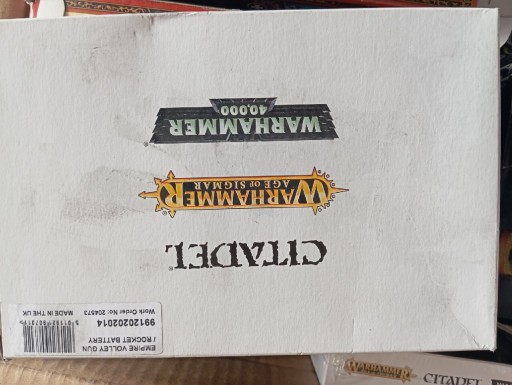 CITADEL
WARHAMMER
AGE OF SIGMAR
WARHAMMER
40,000
EMPIRE VOLLEY GUN
/ ROCKET BATTERY
99120202014
Work Order No: 204573
MADE IN THE UK
WARHAMMER
CITADEL